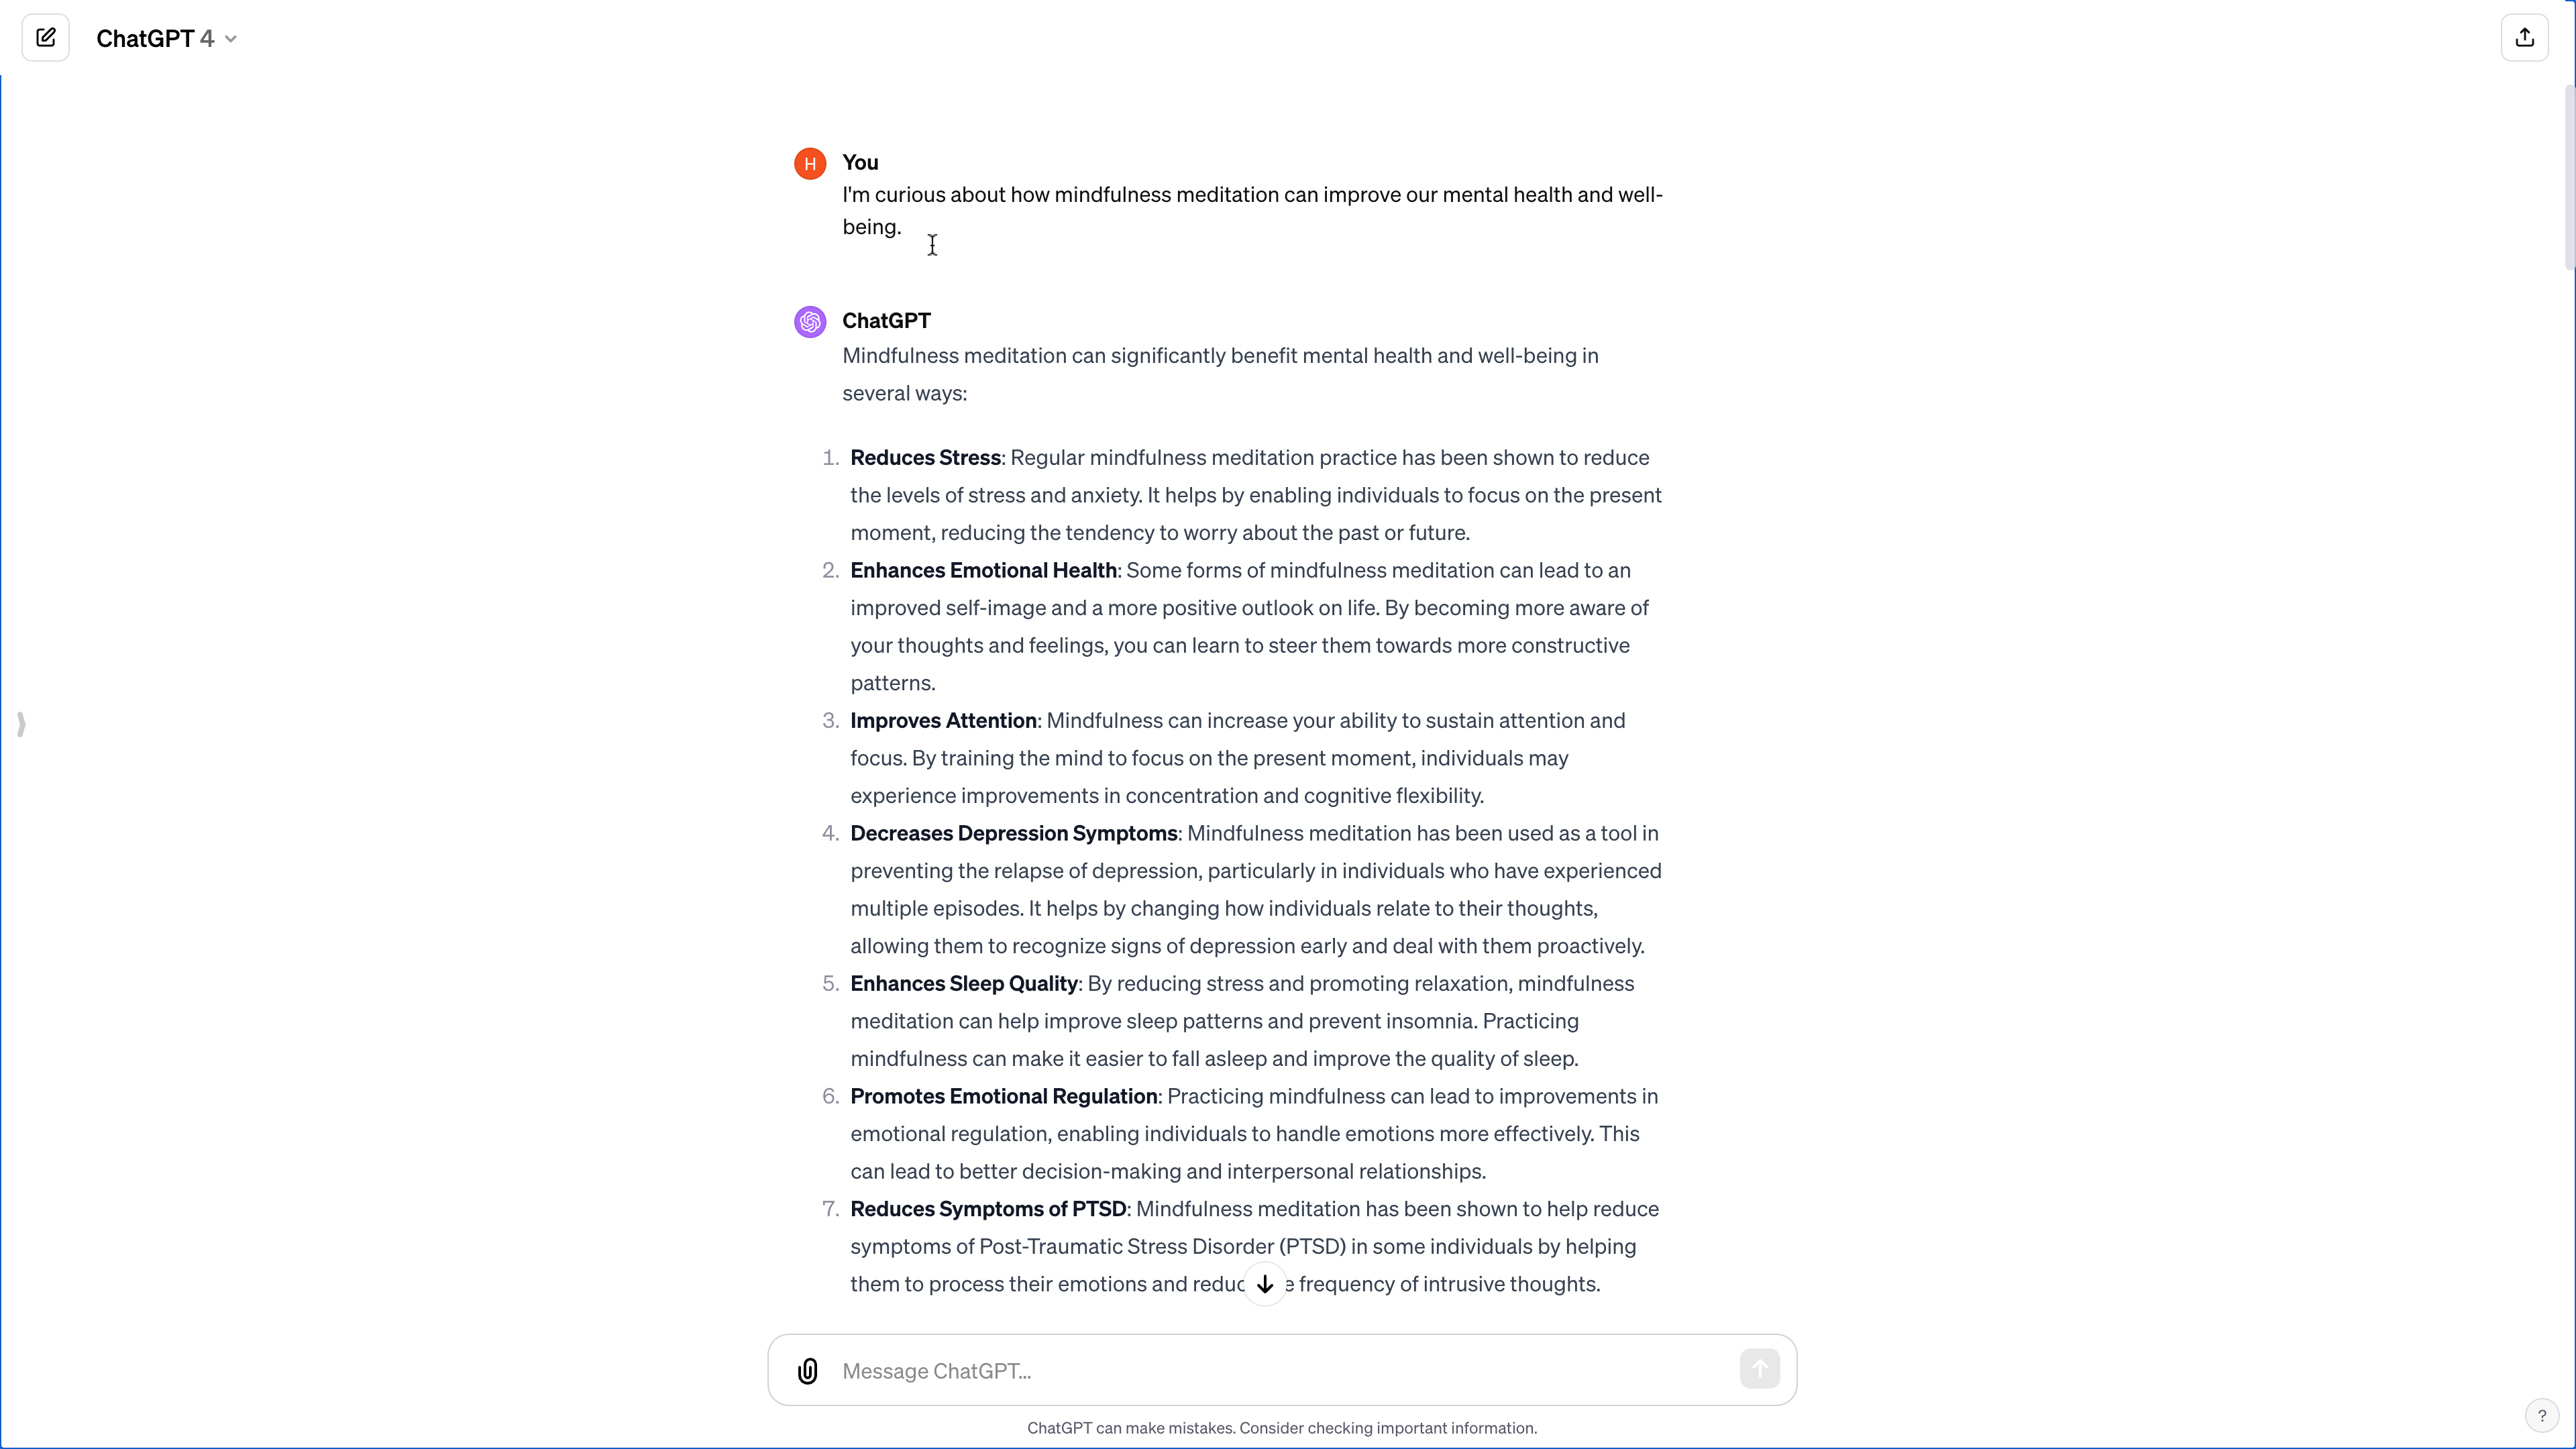 ChatGPT 4
You
I'm curious about how mindfulness meditation can improve our mental health and well-
being.
ChatGPT
Mindfulness meditation can significantly benefit mental health and well-being in
several ways:
1. Reduces Stress: Regular mindfulness meditation practice has been shown to reduce
the levels of stress and anxiety. It helps by enabling individuals to focus on the present
moment, reducing the tendency to worry about the past or future.
2. Enhances Emotional Health: Some forms of mindfulness meditation can lead to an
improved self-image and a more positive outlook on life. By becoming more aware of
your thoughts and feelings, you can learn to steer them towards more constructive
patterns.
3. Improves Attention: Mindfulness can increase your ability to sustain attention and
focus. By training the mind to focus on the present moment, individuals may
experience improvements in concentration and cognitive flexibility.
4. Decreases Depression Symptoms: Mindfulness meditation has been used as a tool in
preventing the relapse of depression, particularly in individuals who have experienced
multiple episodes. It helps by changing how individuals relate to their thoughts,
allowing them to recognize signs of depression early and deal with them proactively.
5. Enhances Sleep Quality: By reducing stress and promoting relaxation, mindfulness
meditation can help improve sleep patterns and prevent insomnia. Practicing
mindfulness can make it easier to fall asleep and improve the quality of sleep.
6. Promotes Emotional Regulation: Practicing mindfulness can lead to improvements in
emotional regulation, enabling individuals to handle emotions more effectively. This
can lead to better decision-making and interpersonal relationships.
7. Reduces Symptoms of PTSD: Mindfulness meditation has been shown to help reduce
symptoms of Post-Traumatic Stress Disorder (PTSD) in some individuals by helping
them to process their emotions and frequency of intrusive thoughts.
Message ChatGPT...
ChatGPT can make mistakes. Consider checking important information.
H
?